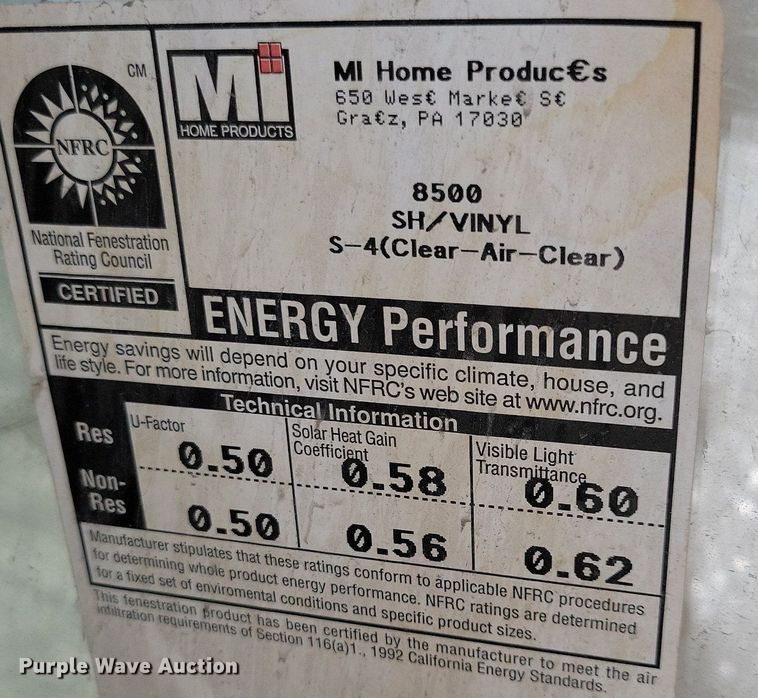 CM
NFRC
National Fenestration
Rating Council
CERTIFIED
Mi
HOME PRODUCTS
MI Home Produc€s
650 Wes€ Marke€ S€
Gra€z, PA 17030
8500
SH/VINYL
S-4(Clear-Air-Clear)
ENERGY Performance
Energy savings will depend on your specific climate, house, and
life style. For more information, visit NFRC's web site at www.nfrc.org.
Technical Information
Res
U-Factor
0.50
Solar Heat Gain
Coefficient
0.58
Visible Light
Transmittance
0.60
Non-
Res
0.50
0.56
0.62
Manufacturer stipulates that these ratings conform to applicable NFRC procedures
for determining whole product energy performance. NFRC ratings are determined
for a fixed set of enviromental conditions and specific product sizes.
This fenestration product has been certified by the manufacturer to meet the air
infiltration requirements of Section 116(a)1., 1992 California Energy Standards.
Purple Wave Auction